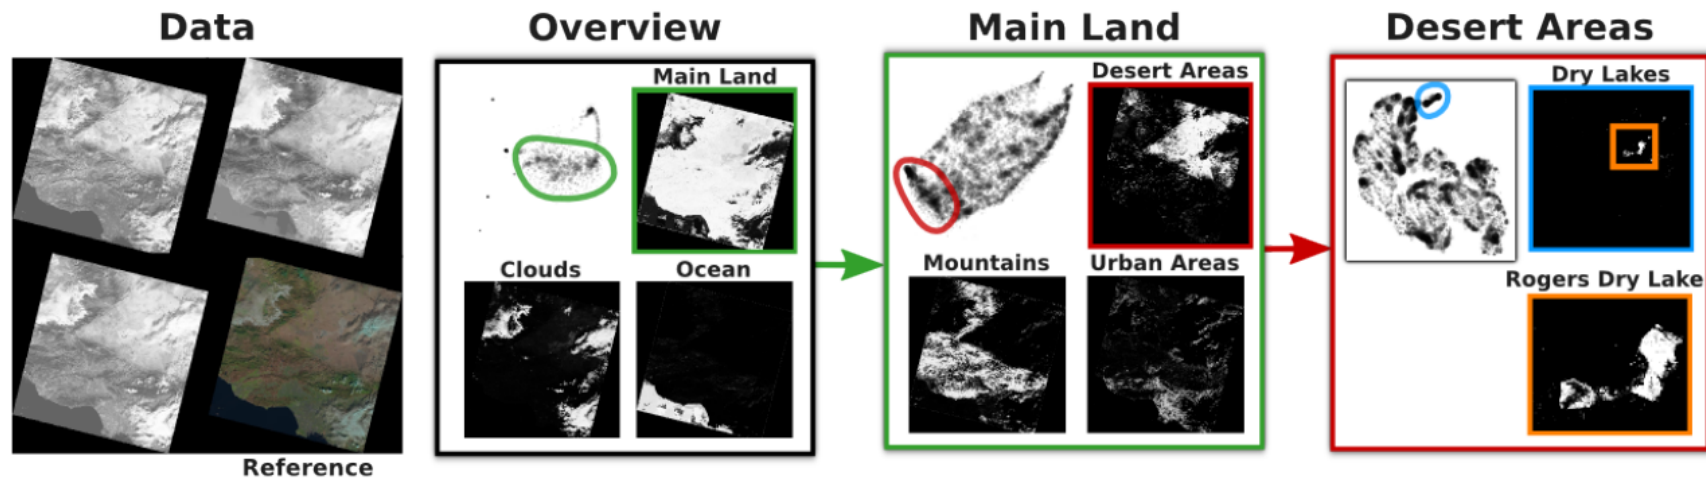 Data
Reference
Overview
Main Land
Clouds
Ocean
Main Land
Desert Areas
Mountains
Urban Areas
Desert Areas
Dry Lakes
Rogers Dry Lake